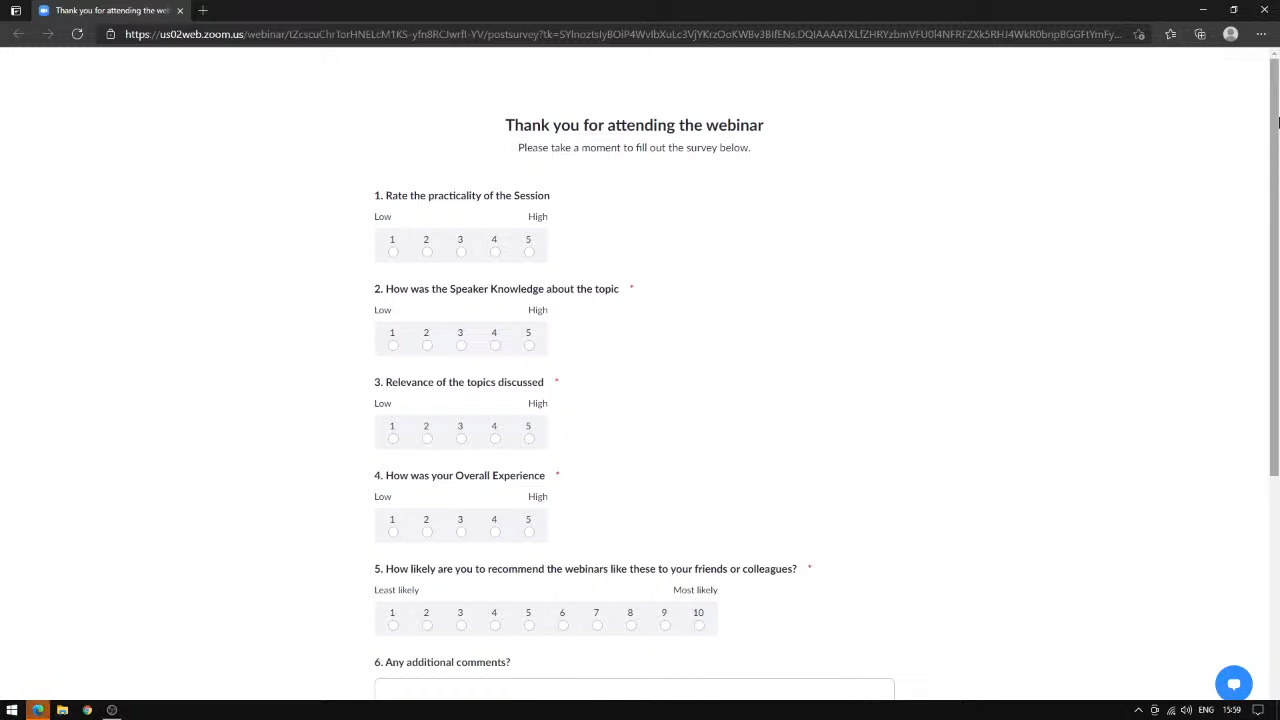 Thank you for attending the we
Thank you for attending the webinar
Please take a moment to fill out the survey below.
1. Rate the practicality of the Session
Low High
1 2 3 4 5
2. How was the Speaker Knowledge about the topic *
Low High
1 2 3 4 5
3. Relevance of the topics discussed *
Low High
1 2 3 4 5
4. How was your Overall Experience *
Low High
1 2 3 4 5
5. How likely are you to recommend the webinars like these to your friends or colleagues? *
Least likely Most likely
1 2 3 4 5 6 7 8 9 10
6. Any additional comments?
ENG 15:59